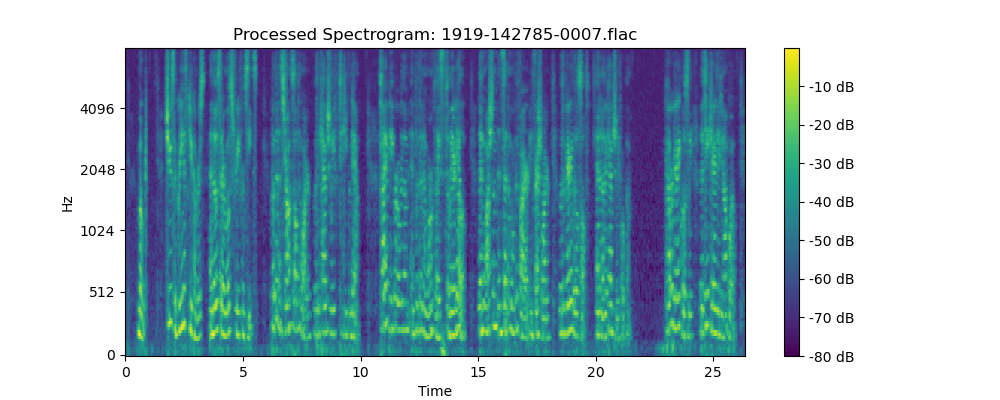 Processed Spectrogram: 1919-142785-0007.flac
Hz
4096
2048
1024
512
0
0 5 10 15 20 25
Time
-10 dB
-20 dB
-30 dB
-40 dB
-50 dB
-60 dB
-70 dB
-80 dB